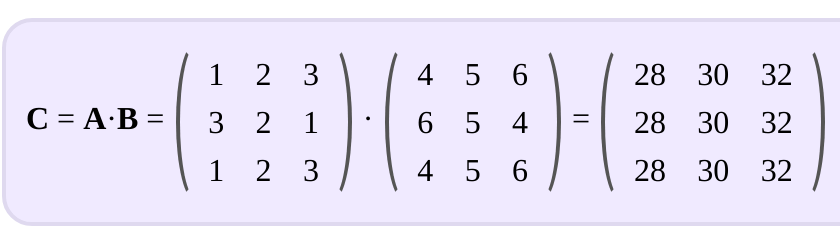 C = A·B = ( 1 2 3 ) · ( 4 5 6 ) = ( 28 30 32 )
3 2 1 6 5 4 28 30 32
1 2 3 4 5 6 28 30 32